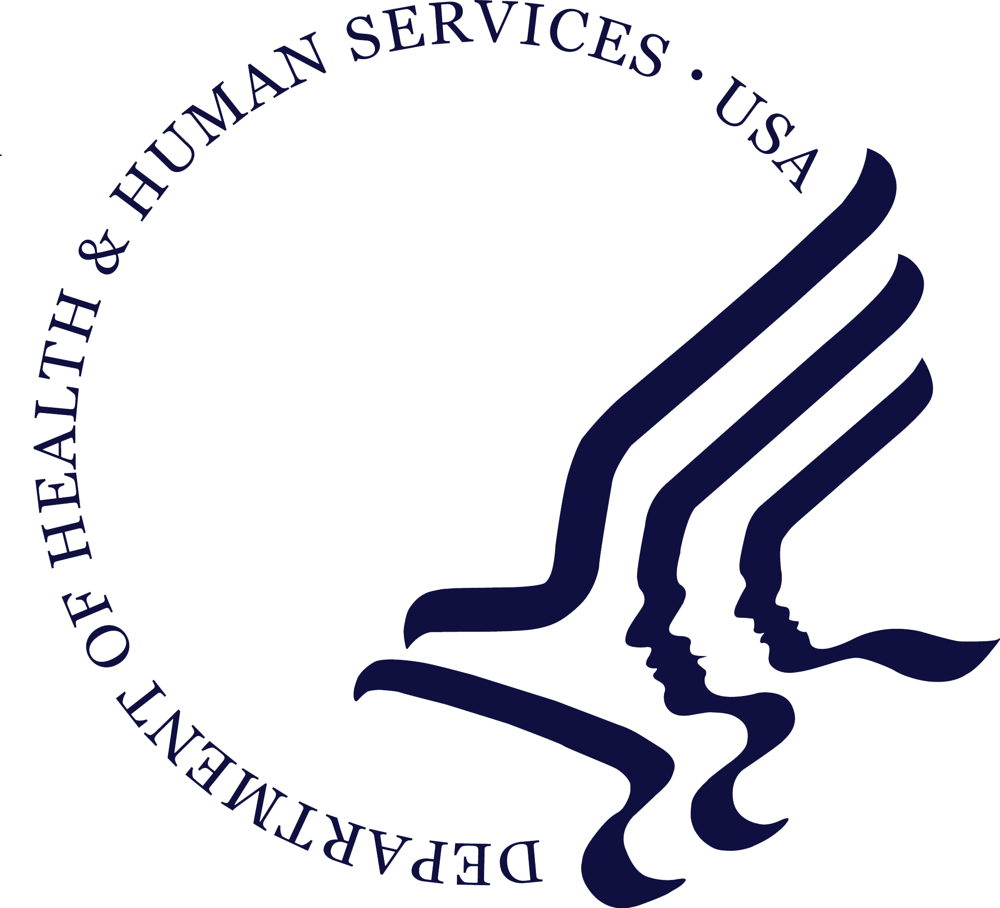 DEPARTMENT OF HEALTH & HUMAN SERVICES • USA